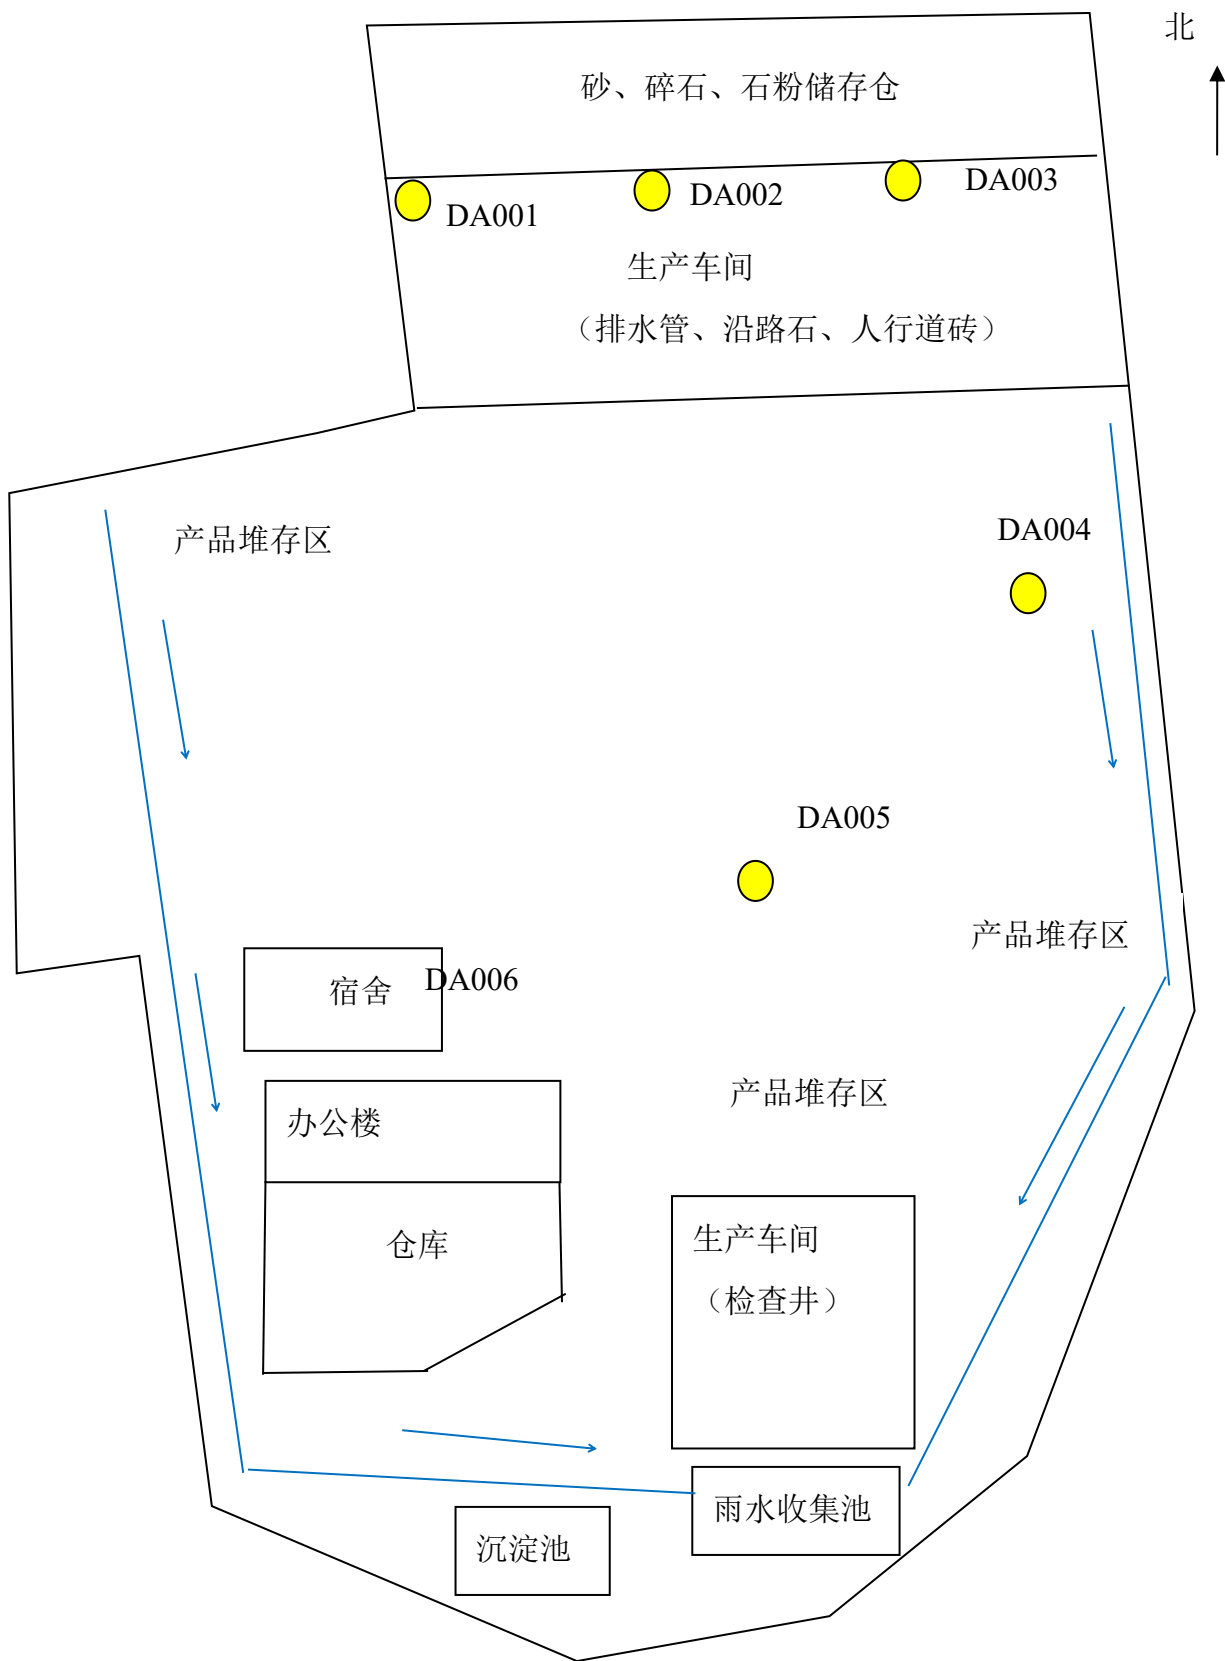 北
砂、碎石、石粉储存仓
DA001
DA002
DA003
生产车间
（排水管、沿路石、人行道砖）
产品堆存区
DA004
DA005
产品堆存区
宿舍
DA006
产品堆存区
办公楼
仓库
生产车间
（检查井）
雨水收集池
沉淀池